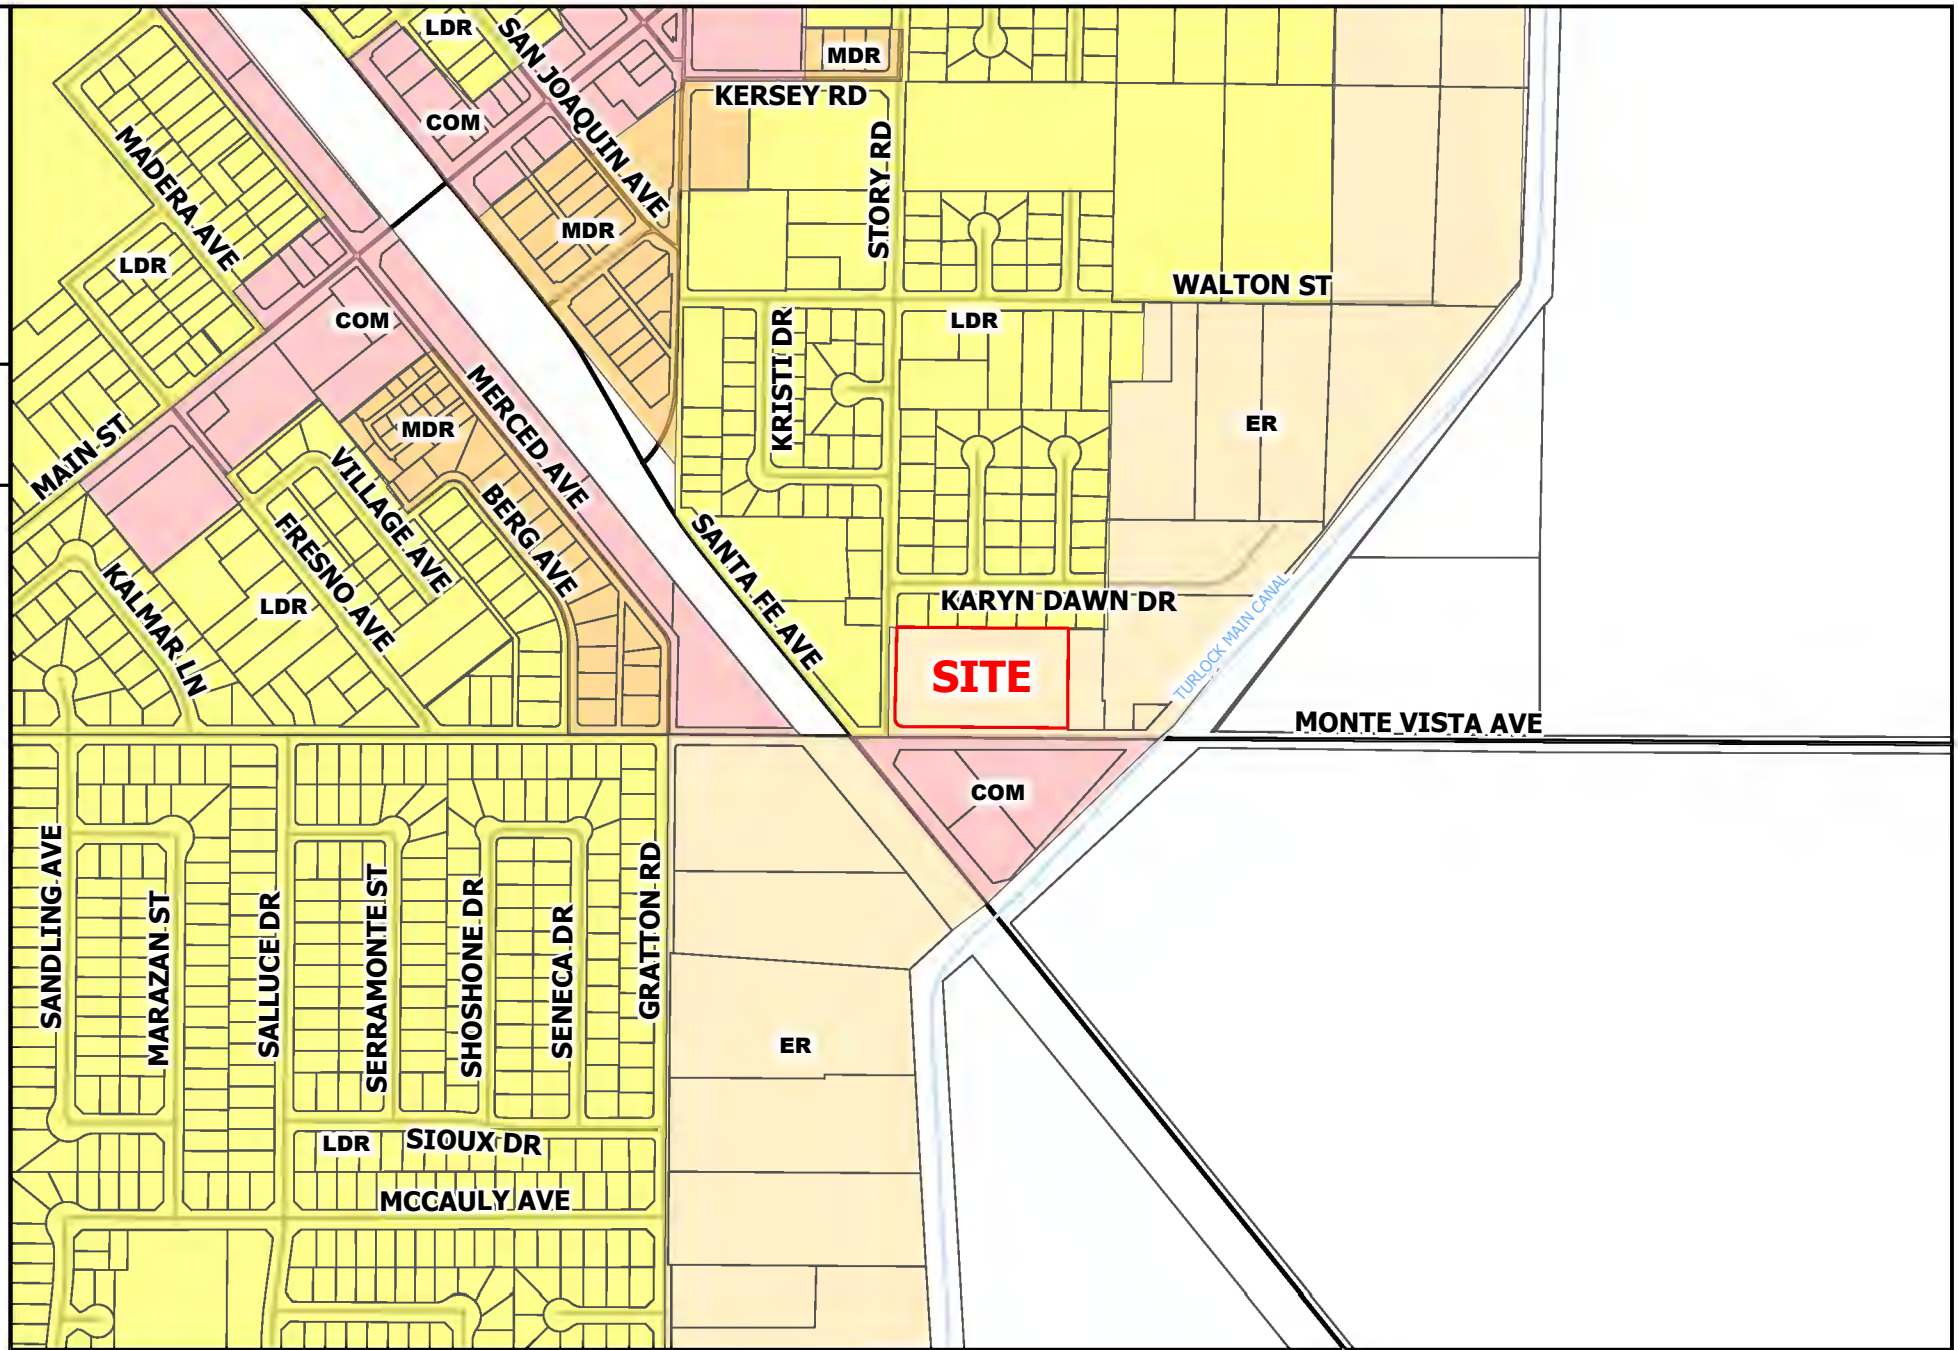 LDR
SAN JOAQUIN AVE
MDR
KERSEY RD
COM
MADERA AVE
STORY RD
MDR
LDR
WALTON ST
COM
LDR
KRISTI DR
MERCED AVE
ER
MDR
MAIN ST
VILLAGE AVE
BERG AVE
FRESNO AVE
SANTA FE AVE
KALMAR LN
LDR
KARYN DAWN DR
TURLOCK MAIN CANAL
SITE
MONTE VISTA AVE
COM
SANDLING AVE
MARAZAN ST
SALLUCE DR
SERRAMONTE ST
SHOSHONE DR
SENECA DR
GRATTON RD
ER
LDR
SIOUX DR
MCCAULY AVE